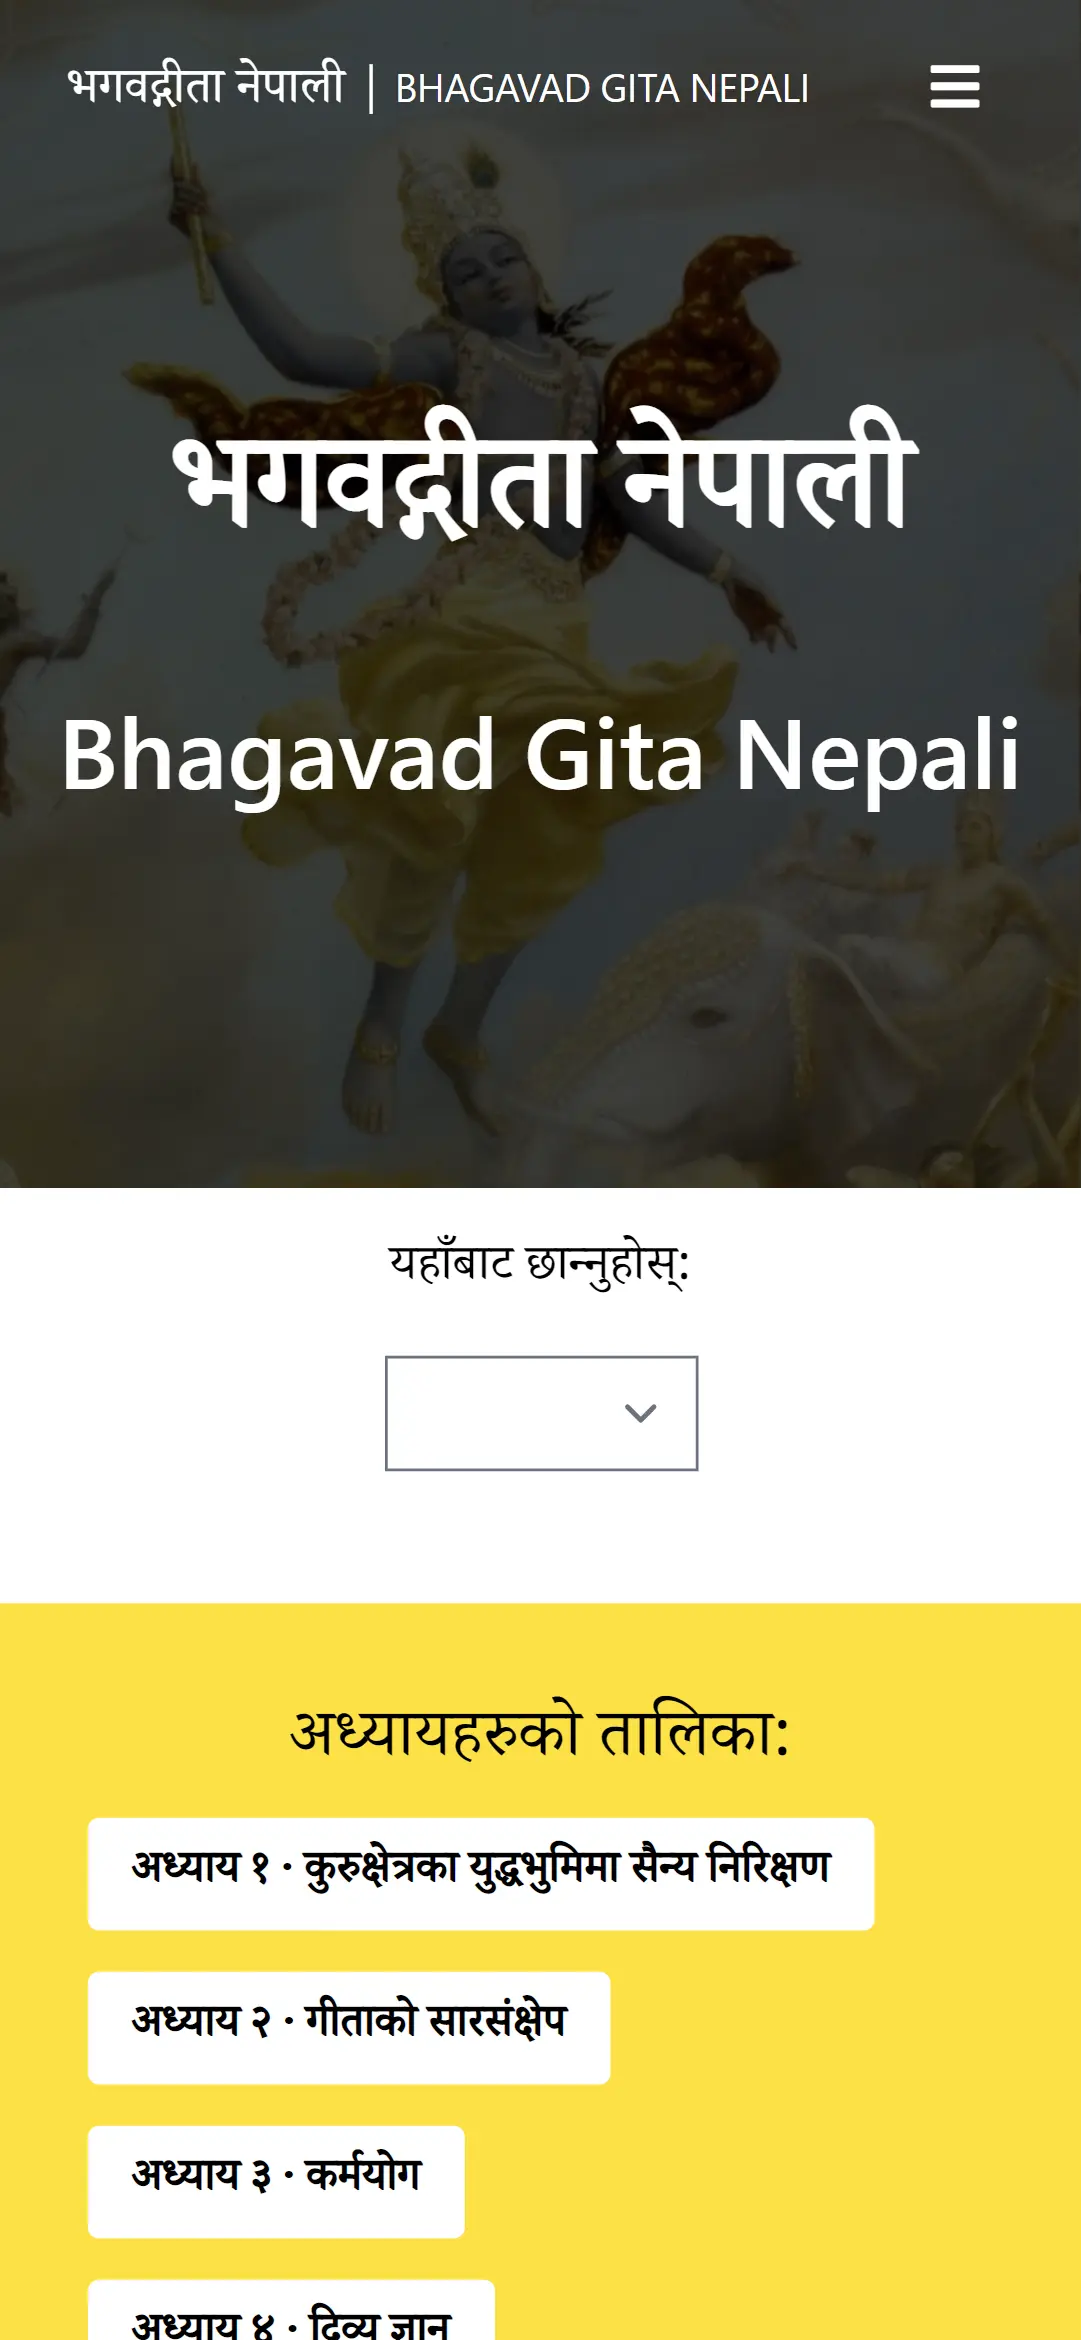 भगवद्गीता नेपाली | BHAGAVAD GITA NEPALI
भगवद्गीता नेपाली
Bhagavad Gita Nepali
यहाँबाट छान्नुहोस्:
अध्यायहरुको तालिका:
अध्याय १ · कुरुक्षेत्रका युद्धभुमिमा सैन्य निरिक्षण
अध्याय २ · गीताको सारसंक्षेप
अध्याय ३ · कर्मयोग
अध्याय ४ · दिव्य ज्ञान